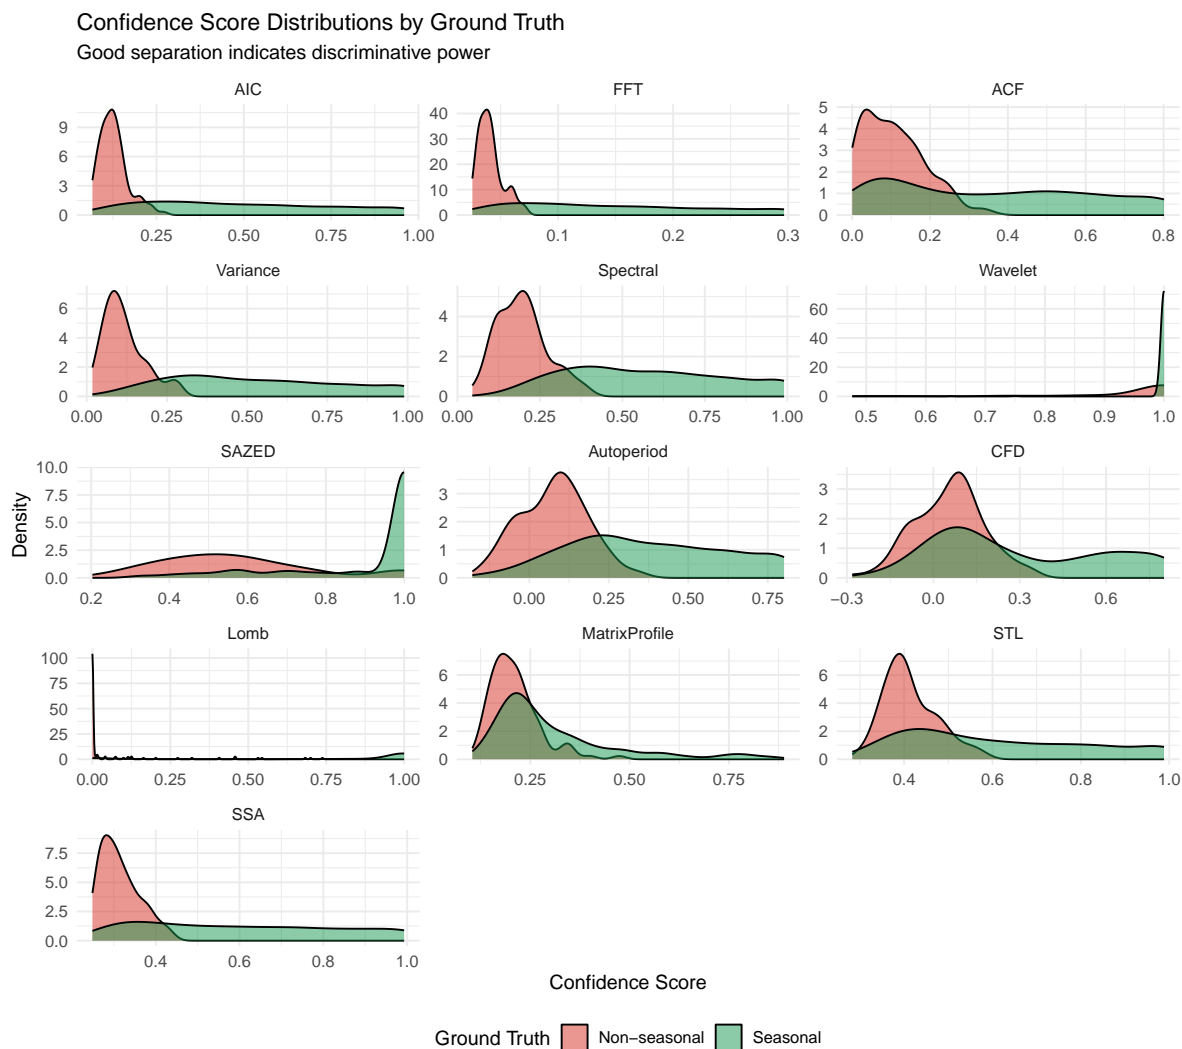 Confidence Score Distributions by Ground Truth
Good separation indicates discriminative power
AIC
FFT
ACF
9
6
3
0
0.25 0.50 0.75 1.00
40
30
20
10
0
0.1 0.2 0.3
5
4
3
2
1
0
0.0 0.2 0.4 0.6 0.8
Variance
Spectral
Wavelet
6
4
2
0
0.00 0.25 0.50 0.75 1.00
4
2
0
0.00 0.25 0.50 0.75 1.00
60
40
20
0
0.5 0.6 0.7 0.8 0.9 1.0
SAZED
Autoperiod
CFD
Density
10.0
7.5
5.0
2.5
0.0
0.2 0.4 0.6 0.8 1.0
3
2
1
0
0.00 0.25 0.50 0.75
3
2
1
0
−0.3 0.0 0.3 0.6
Lomb
MatrixProfile
STL
100
75
50
25
0
0.00 0.25 0.50 0.75 1.00
6
4
2
0
0.25 0.50 0.75
6
4
2
0
0.4 0.6 0.8 1.0
SSA
7.5
5.0
2.5
0.0
0.4 0.6 0.8 1.0
Confidence Score
Ground Truth Non−seasonal Seasonal